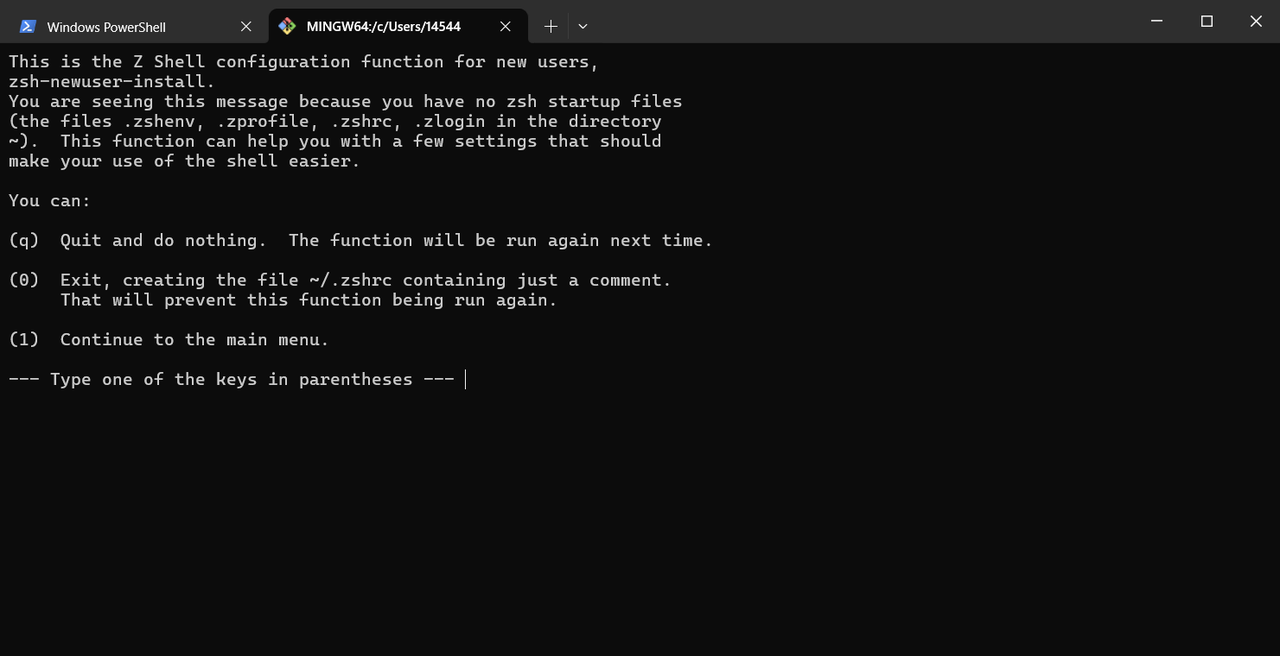 Windows PowerShell
MINGW64:/c/Users/14544
This is the Z Shell configuration function for new users,
zsh-newuser-install.
You are seeing this message because you have no zsh startup files
(the files .zshenv, .zprofile, .zshrc, .zlogin in the directory
~).  This function can help you with a few settings that should
make your use of the shell easier.
You can:
(q)  Quit and do nothing.  The function will be run again next time.
(0)  Exit, creating the file ~/.zshrc containing just a comment.
     That will prevent this function being run again.
(1)  Continue to the main menu.
--- Type one of the keys in parentheses ---